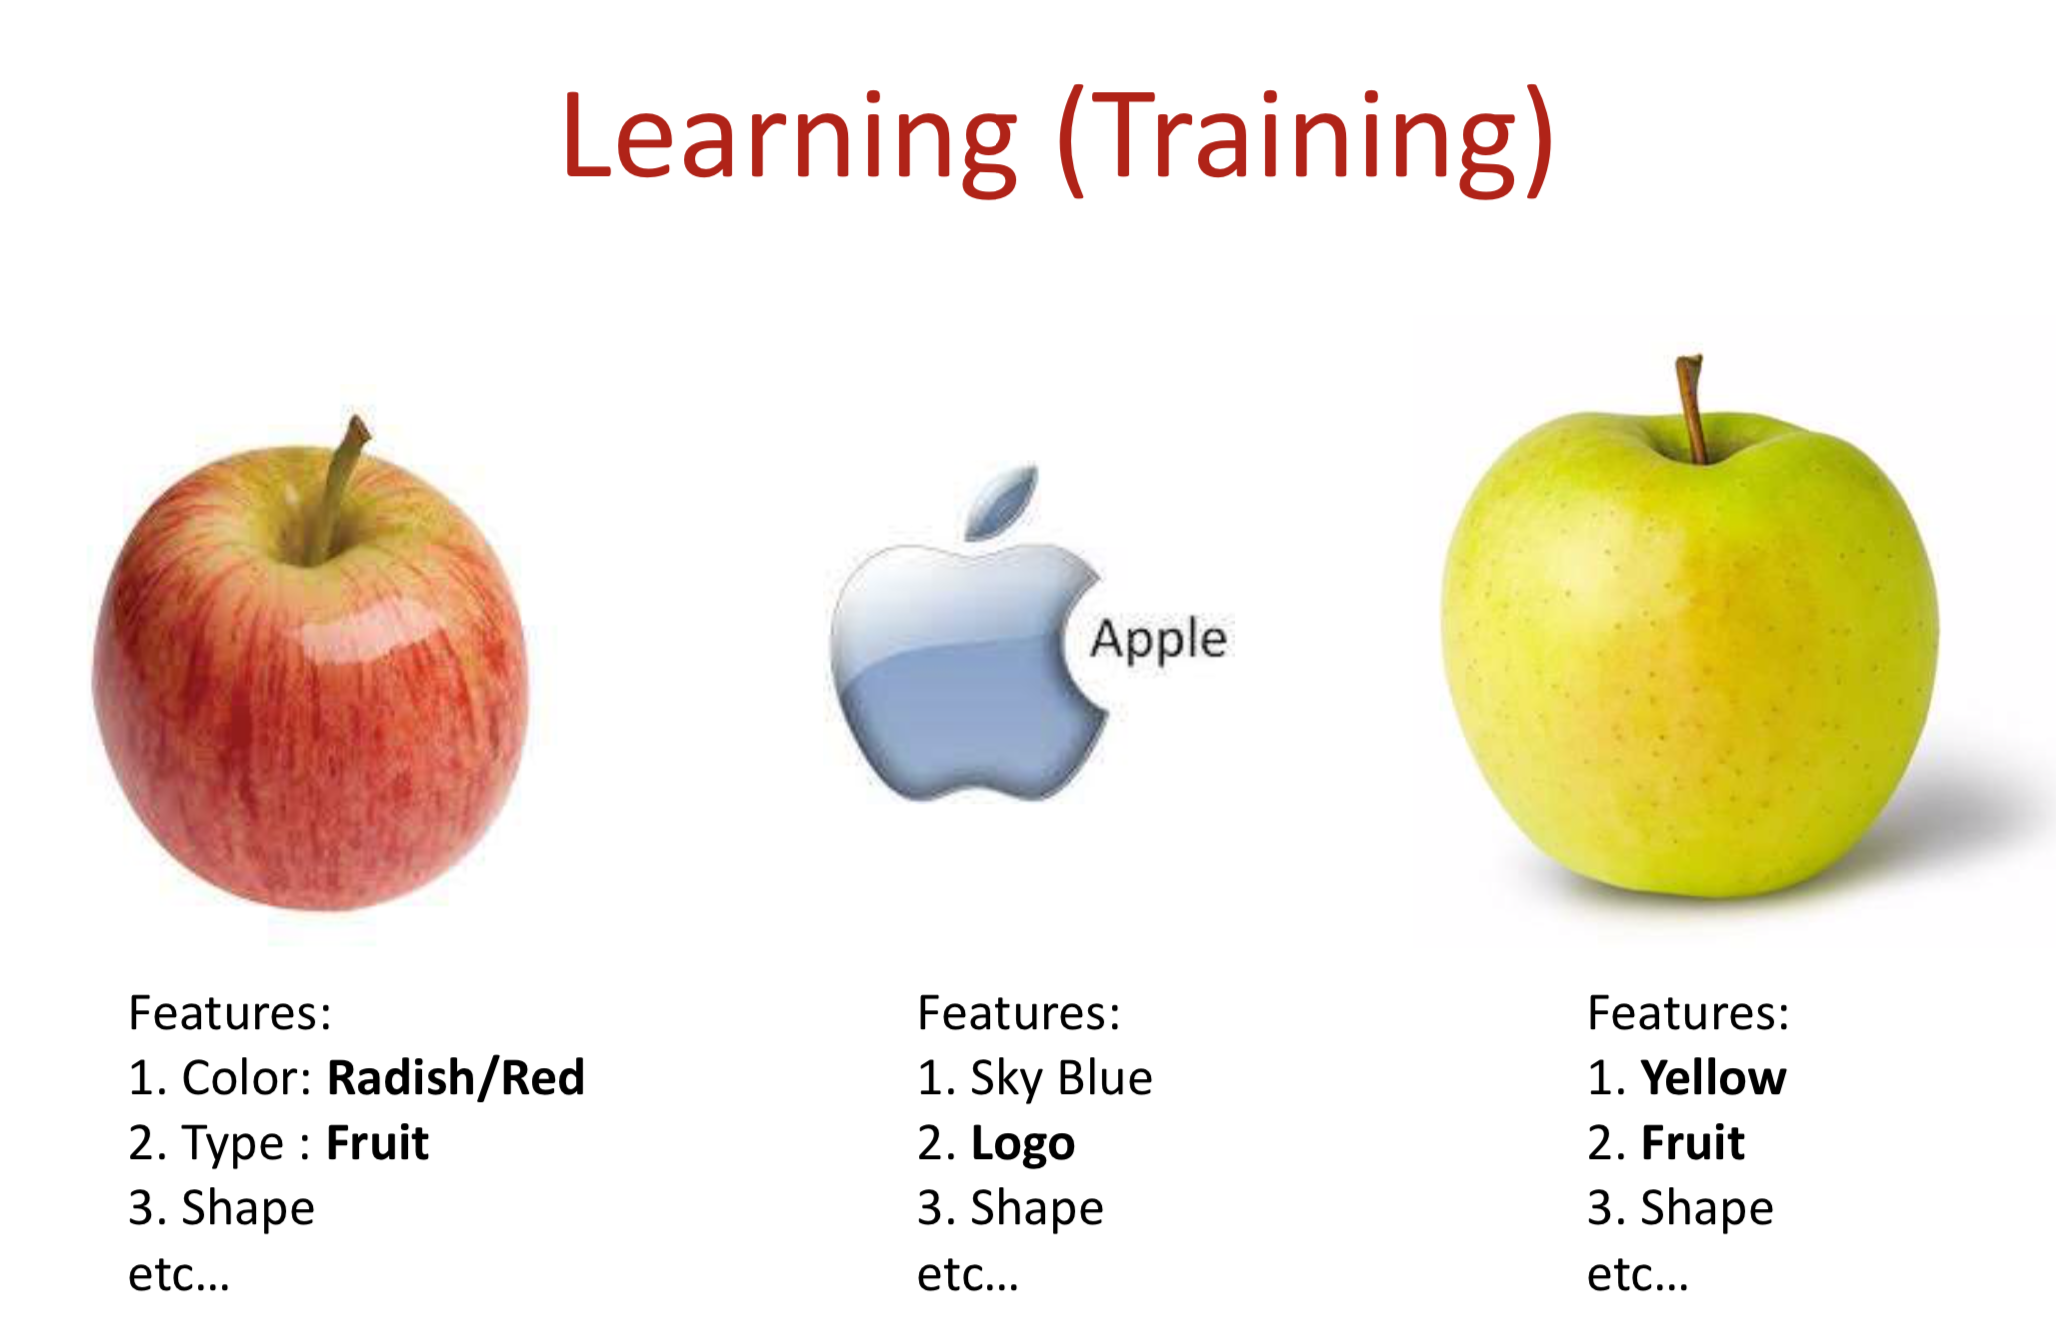 Learning (Training)
Apple
Features:
1. Color: Radish/Red
2. Type : Fruit
3. Shape
etc...
Features:
1. Sky Blue
2. Logo
3. Shape
etc...
Features:
1. Yellow
2. Fruit
3. Shape
etc...